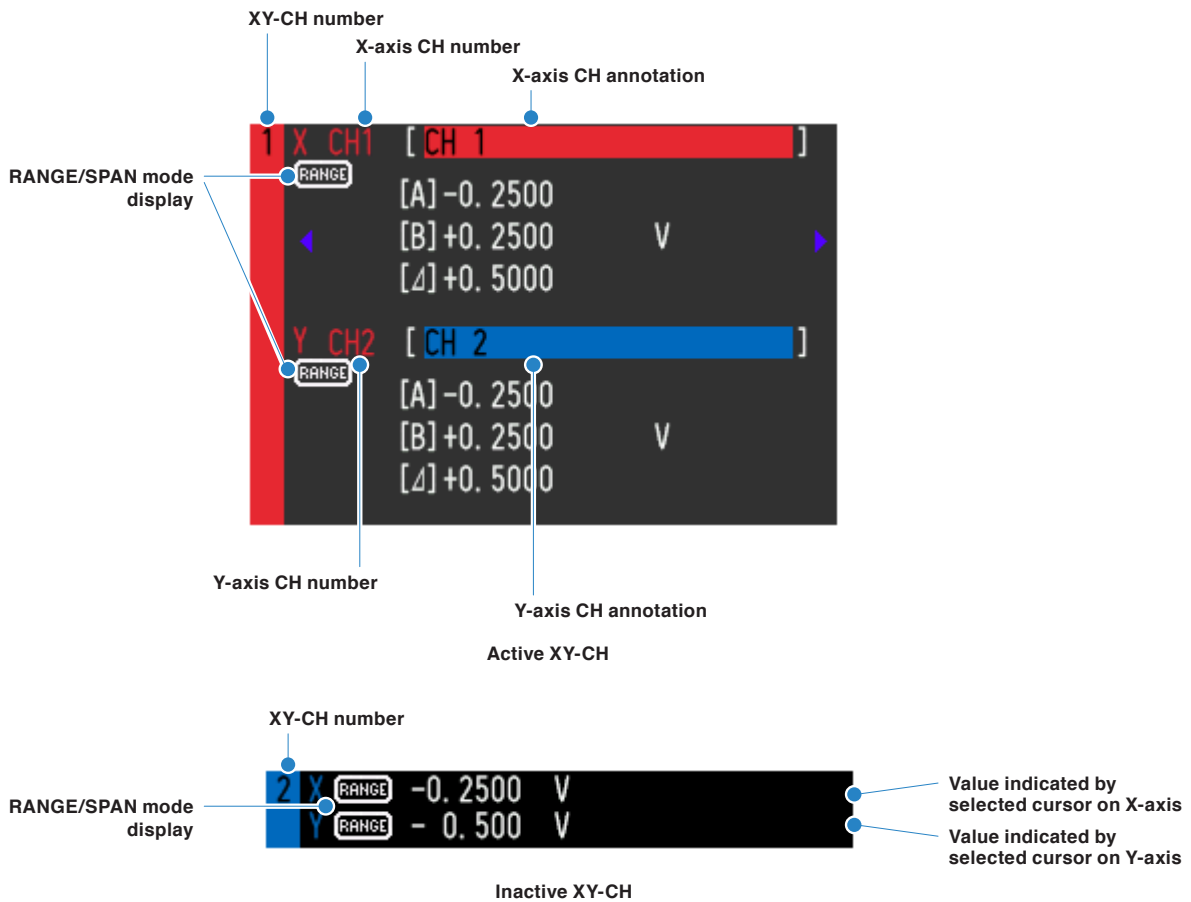 XY-CH number
X-axis CH number
X-axis CH annotation
1 X CH1 [ CH 1 ]
RANGE/SPAN mode
display
RANGE
[A]-0. 2500
[B]+0. 2500 V
[⊿]+0. 5000
Y CH2 [ CH 2 ]
RANGE
[A]-0. 2500
[B]+0. 2500 V
[⊿]+0. 5000
Y-axis CH number
Y-axis CH annotation
Active XY-CH
XY-CH number
RANGE/SPAN mode
display
2 X RANGE -0. 2500 V
Y RANGE - 0. 500 V
Value indicated by
selected cursor on X-axis
Value indicated by
selected cursor on Y-axis
Inactive XY-CH